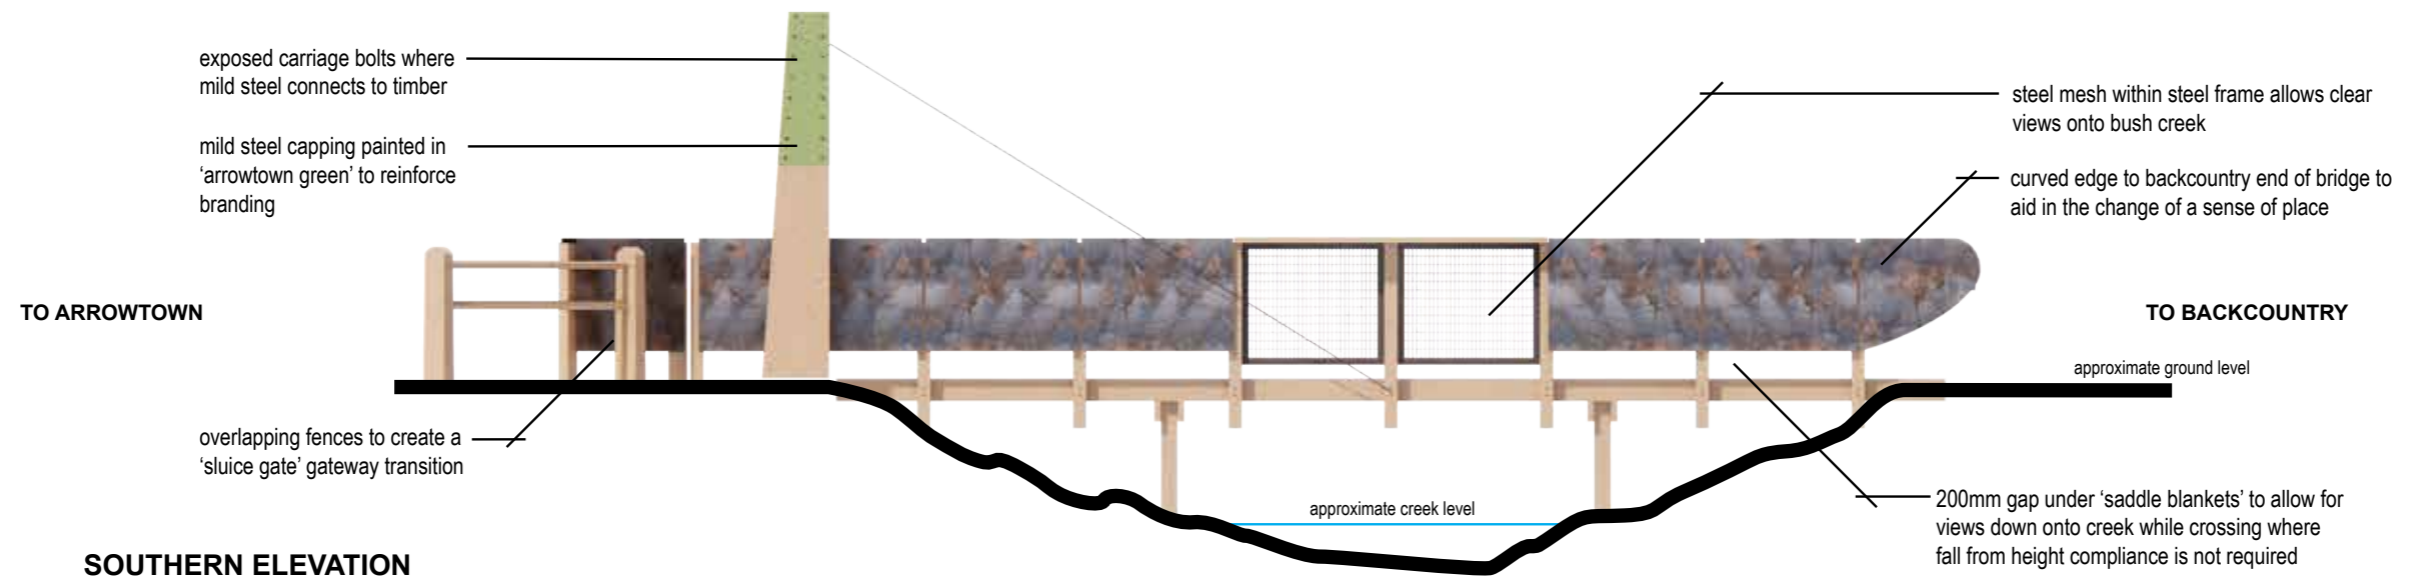 exposed carriage bolts where
mild steel connects to timber
mild steel capping painted in
‘arrowtown green’ to reinforce
branding
steel mesh within steel frame allows clear
views onto bush creek
curved edge to backcountry end of bridge to
aid in the change of a sense of place
TO ARROWTOWN
TO BACKCOUNTRY
approximate ground level
overlapping fences to create a
‘sluice gate’ gateway transition
approximate creek level
200mm gap under ‘saddle blankets’ to allow for
views down onto creek while crossing where
fall from height compliance is not required
SOUTHERN ELEVATION